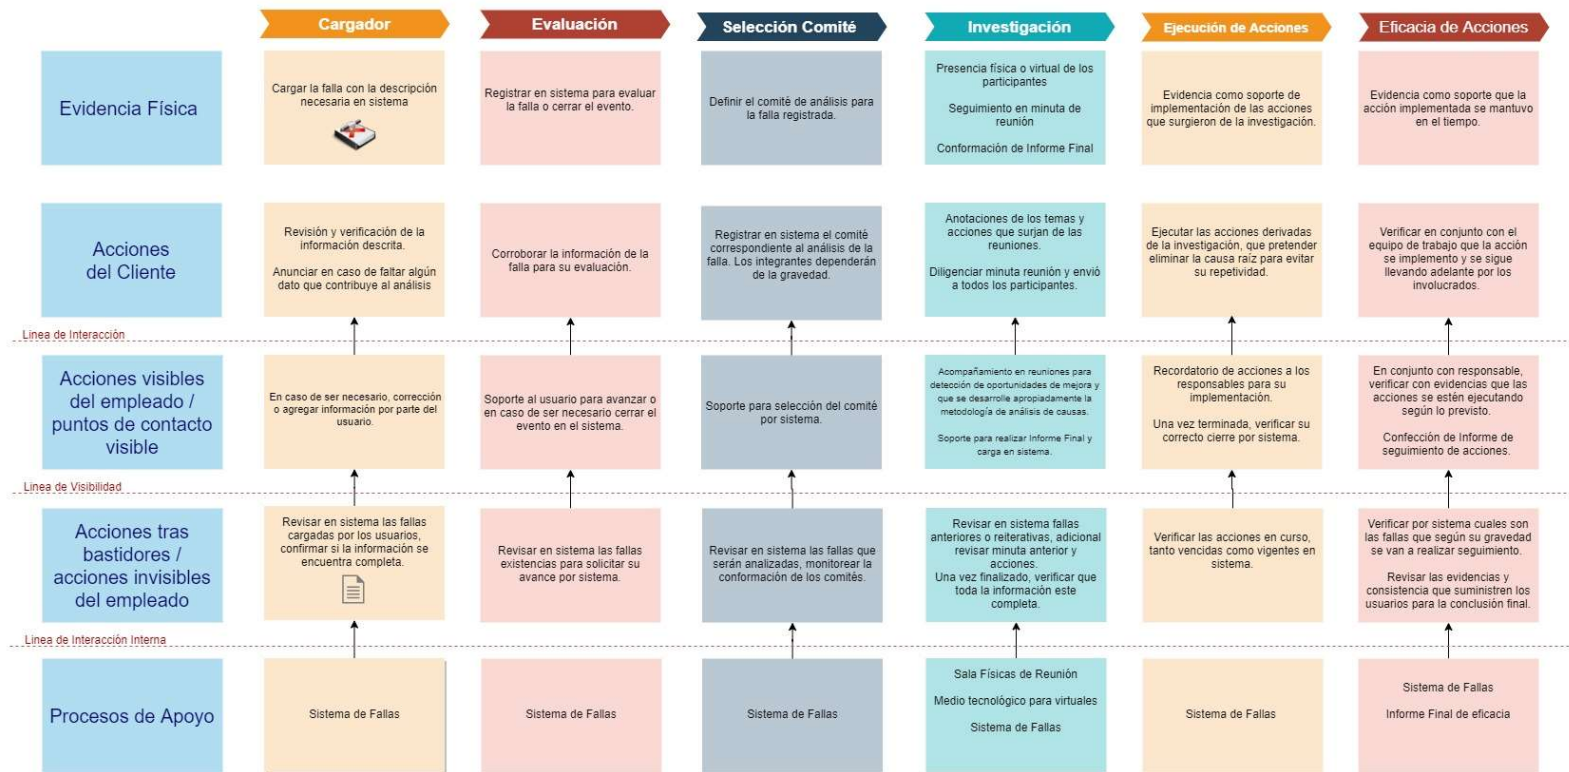 Cargador
Evaluación
Selección Comité
Investigación
Ejecución de Acciones
Eficacia de Acciones
Evidencia Física
Cargar la falla con la descripción
necesaria en sistema
Registrar en sistema para evaluar
la falla o cerrar el evento.
Definir el comité de análisis para
la falla registrada.
Presencia física o virtual de los
participantes
Seguimiento en minuta de
reunión
Conformación de Informe Final
Evidencia como soporte de
implementación de las acciones
que surgieron de la investigación.
Evidencia como soporte que la
acción implementada se mantuvo
en el tiempo.
Acciones
del Cliente
Revisión y verificación de la
información descrita.
Anunciar en caso de faltar algún
dato que contribuye al análisis
Corroborar la información de la
falla para su evaluación.
Registrar en sistema el comité
correspondiente al análisis de la
falla. Los integrantes dependerán
de la gravedad.
Anotaciones de los temas y
acciones que surjan de las
reuniones.
Diligenciar minuta reunión y envió
a todos los participantes.
Ejecutar las acciones derivadas
de la investigación, que pretender
eliminar la causa raíz para evitar
su repetividad.
Verificar en conjunto con el
equipo de trabajo que la acción
se implemento y se sigue
llevando adelante por los
involucrados.
Linea de Interacción
Acciones visibles
del empleado /
puntos de contacto
visible
En caso de ser necesario, corrección
o agregar información por parte del
usuario.
Soporte al usuario para avanzar o
en caso de ser necesario cerrar el
evento en el sistema.
Soporte para selección del comité
por sistema.
Acompañamiento en reuniones para
detección de oportunidades de mejora y
que se desarrolle apropiadamente la
metodología de análisis de causas.
Soporte para realizar Informe Final y
carga en sistema.
Recordatorio de acciones a los
responsables para su
implementación.
Una vez terminada, verificar su
correcto cierre por sistema.
En conjunto con responsable,
verificar con evidencias que las
acciones se estén ejecutando
según lo previsto.
Confección de Informe de
seguimiento de acciones.
Linea de Visibilidad
Acciones tras
bastidores /
acciones invisibles
del empleado
Revisar en sistema las fallas
cargadas por los usuarios,
confirmar si la información se
encuentra completa.
Revisar en sistema las fallas
existencias para solicitar su
avance por sistema.
Revisar en sistema las fallas que
serán analizadas, monitorear la
conformación de los comités.
Revisar en sistema fallas
anteriores o reiterativas, adicional
revisar minuta anterior y
acciones.
Una vez finalizado, verificar que
toda la información este
completa.
Verificar las acciones en curso,
tanto vencidas como vigentes en
sistema.
Verificar por sistema cuales son
las fallas que según su gravedad
se van a realizar seguimiento.
Revisar las evidencias y
consistencia que suministren los
usuarios para la conclusión final.
Linea de Interacción Interna
Procesos de Apoyo
Sistema de Fallas
Sistema de Fallas
Sistema de Fallas
Sala Físicas de Reunión
Medio tecnológico para virtuales
Sistema de Fallas
Sistema de Fallas
Sistema de Fallas
Informe Final de eficacia